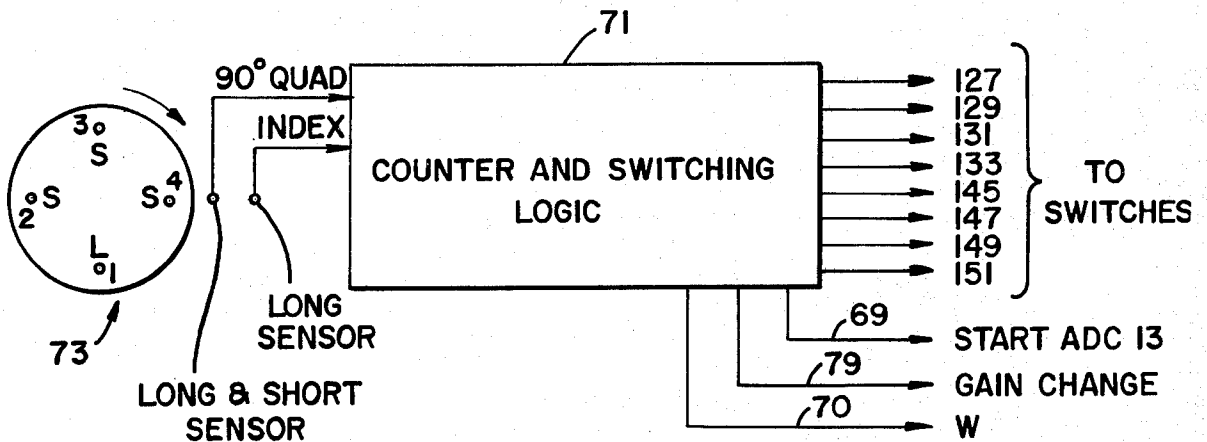 71
90° QUAD
INDEX
3
S
2 S
S 4
L
1
73
COUNTER AND SWITCHING
LOGIC
LONG
SENSOR
LONG & SHORT
SENSOR
127
129
131
133
145
147
149
151
TO
SWITCHES
69
START ADC 13
79
GAIN CHANGE
70
W